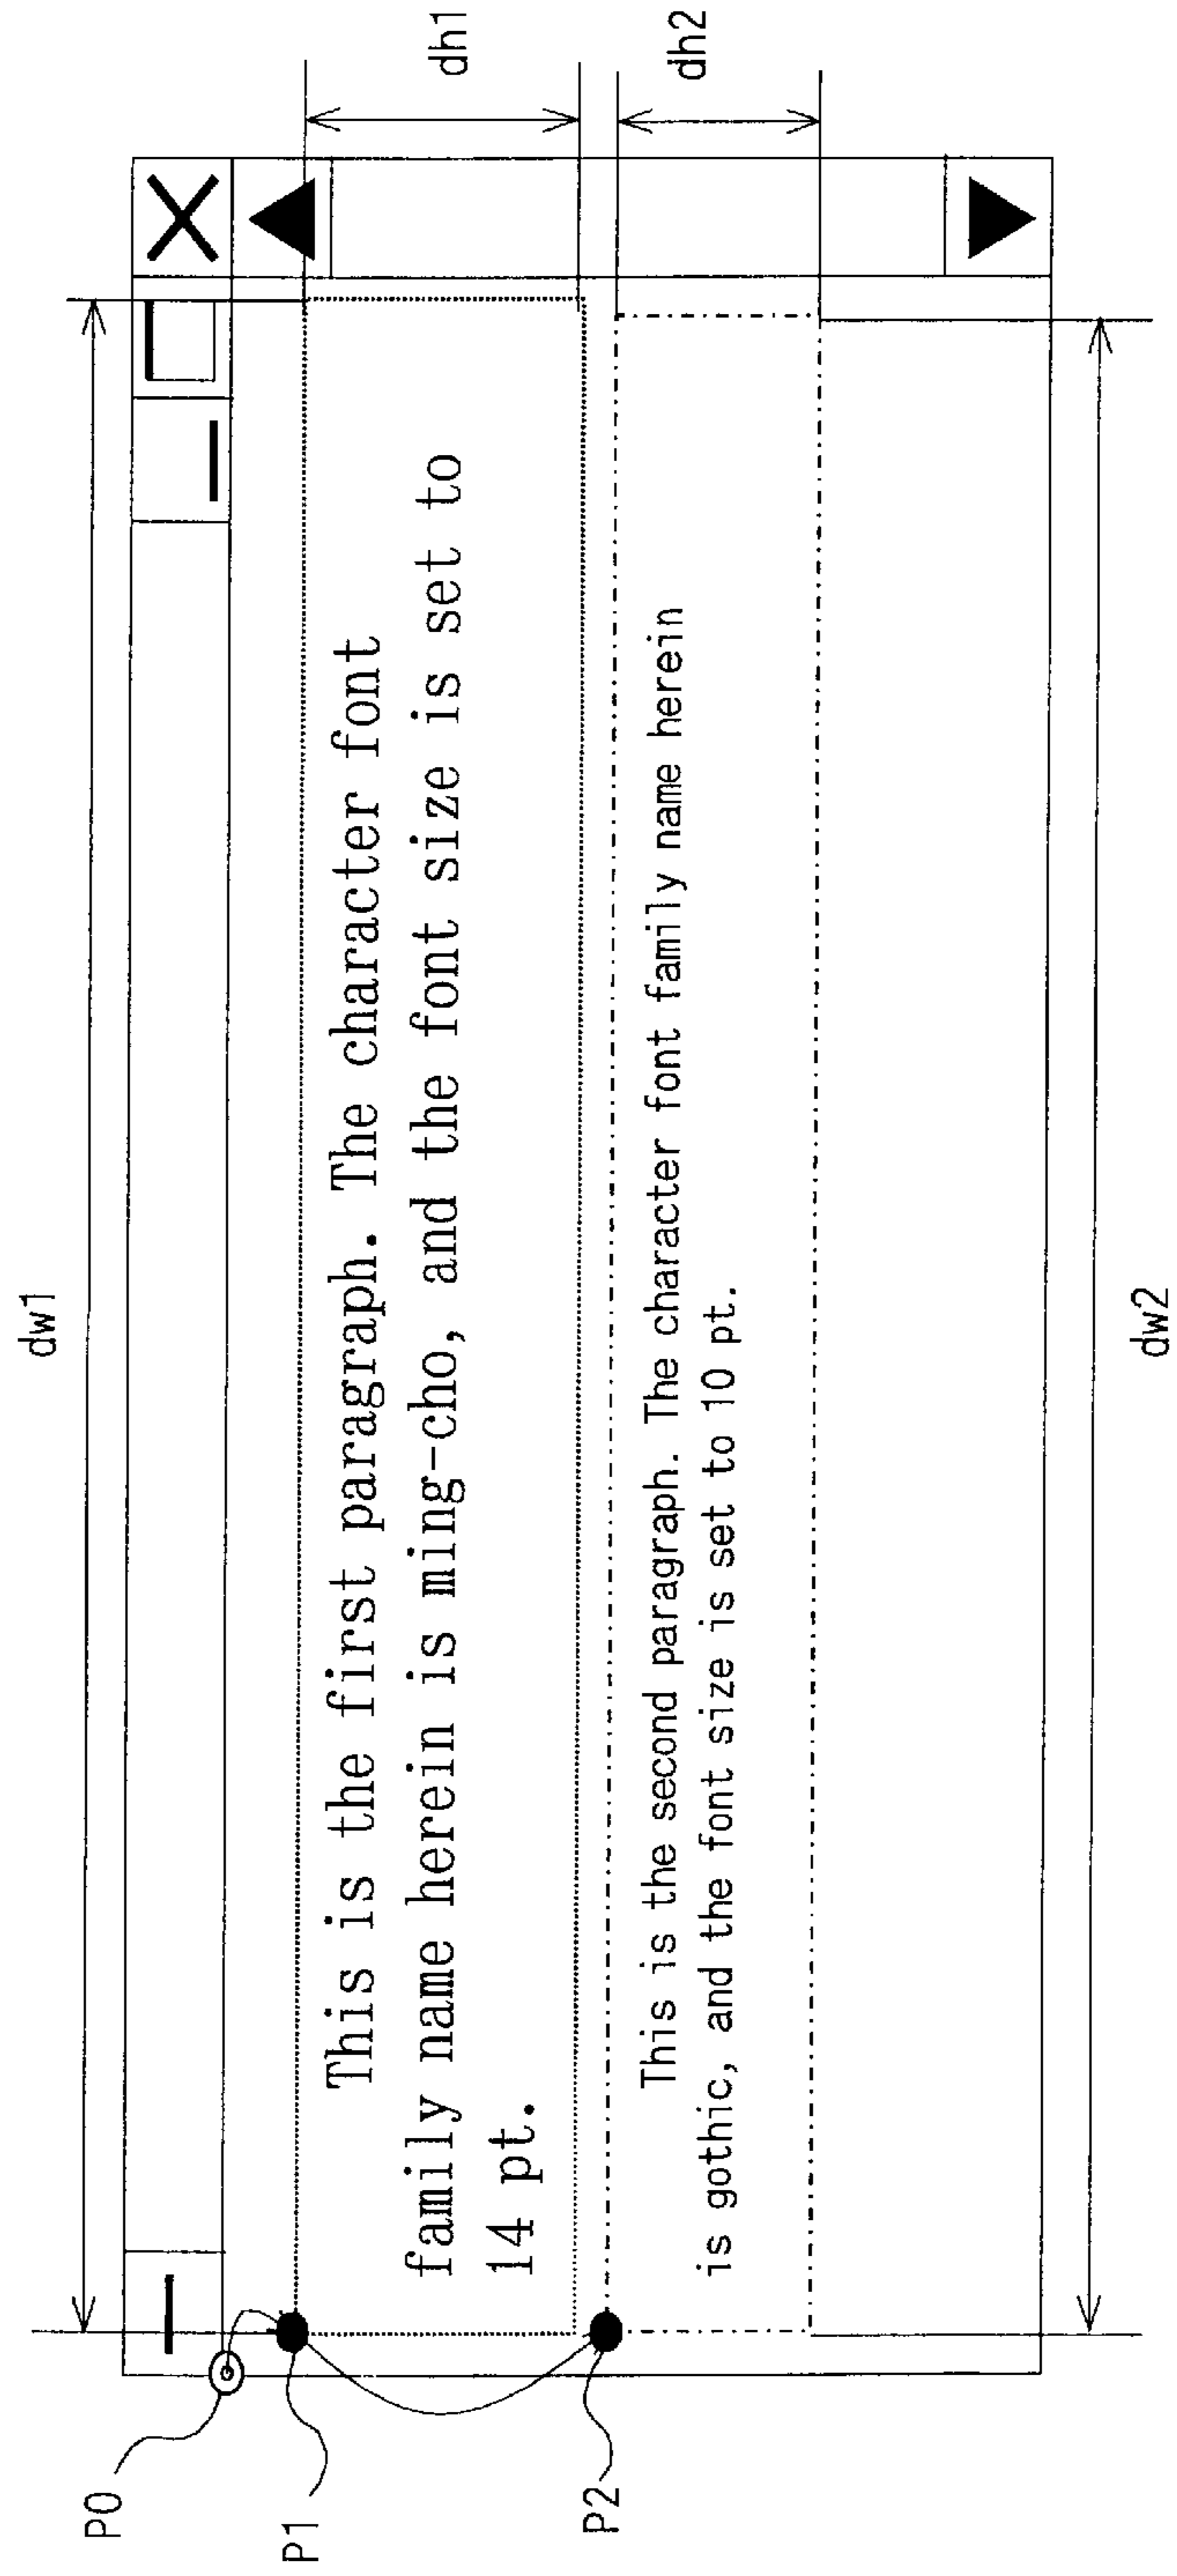 dw1
dh1
dh2
P0
P1
This is the first paragraph. The character font
family name herein is ming-cho, and the font size is set to
14 pt.
P2
This is the second paragraph. The character font family name herein
is gothic, and the font size is set to 10 pt.
dw2